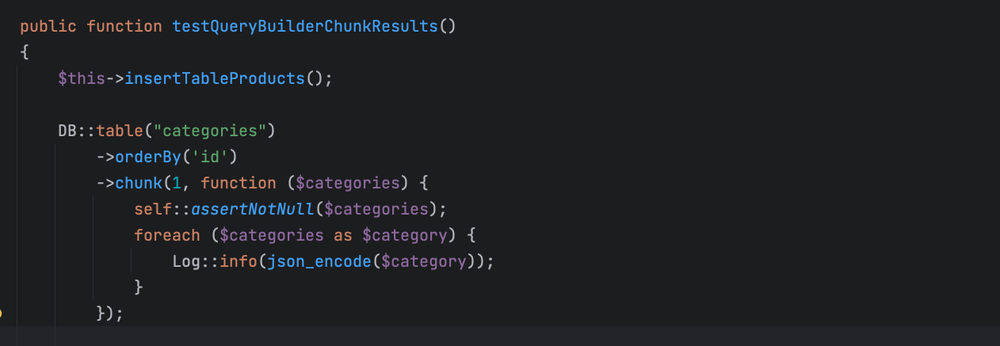 public function testQueryBuilderChunkResults()
{
    $this->insertTableProducts();

    DB::table("categories")
        ->orderBy('id')
        ->chunk(1, function ($categories) {
            self::assertNotNull($categories);
            foreach ($categories as $category) {
                Log::info(json_encode($category));
            }
        });